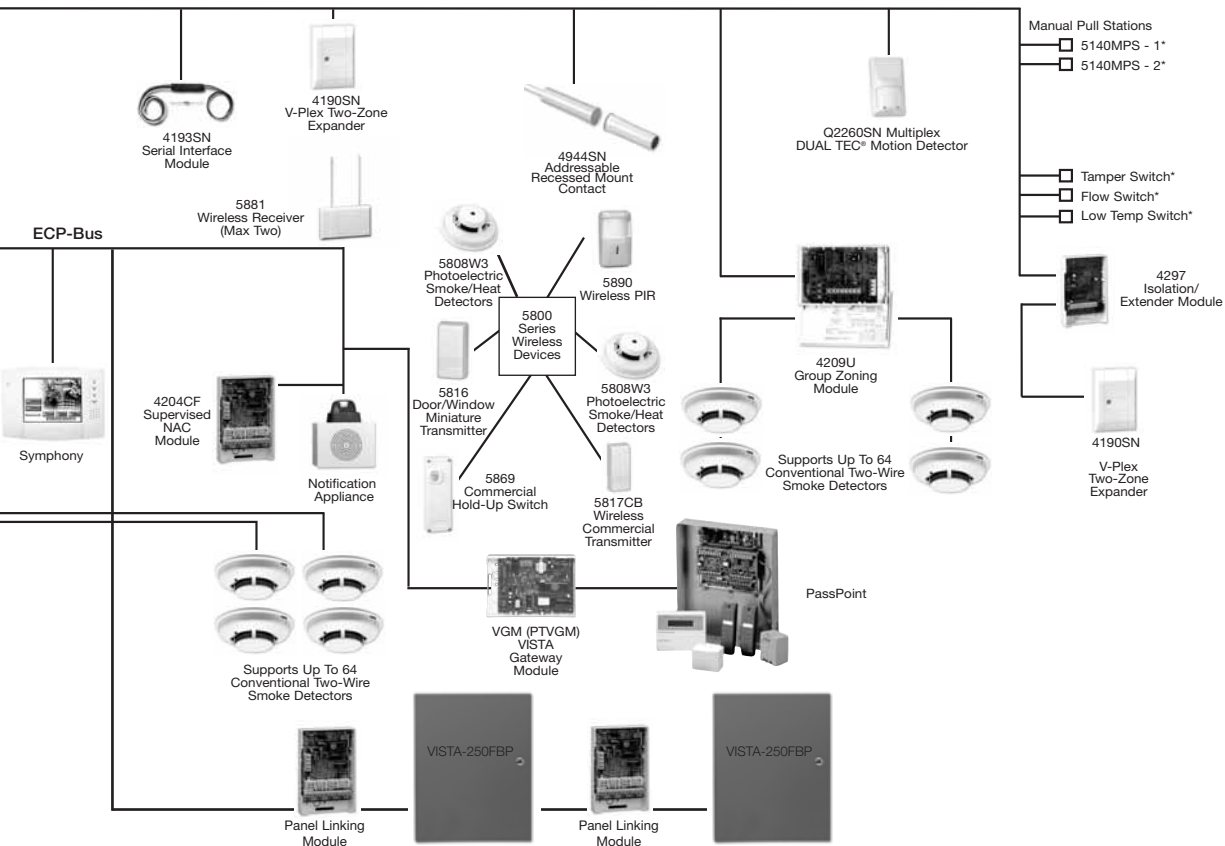 Manual Pull Stations
5140MPS - 1*
5140MPS - 2*
4193SN
Serial Interface
Module
4190SN
V-Plex Two-Zone
Expander
4944SN
Addressable
Recessed Mount
Contact
Q2260SN Multiplex
DUAL TEC® Motion Detector
Tamper Switch*
Flow Switch*
Low Temp Switch*
5881
Wireless Receiver
(Max Two)
ECP-Bus
5808W3
Photoelectric
Smoke/Heat
Detectors
5890
Wireless PIR
4297
Isolation/
Extender Module
5800
Series
Wireless
Devices
4209U
Group Zoning
Module
Symphony
4204CF
Supervised
NAC
Module
Notification
Appliance
5816
Door/Window
Miniature
Transmitter
5808W3
Photoelectric
Smoke/Heat
Detectors
5869
Commercial
Hold-Up Switch
5817CB
Wireless
Commercial
Transmitter
Supports Up To 64
Conventional Two-Wire
Smoke Detectors
4190SN
V-Plex
Two-Zone
Expander
PassPoint
VGM (PTVGM)
VISTA
Gateway
Module
Supports Up To 64
Conventional Two-Wire
Smoke Detectors
VISTA-250FBP
VISTA-250FBP
Panel Linking
Module
Panel Linking
Module